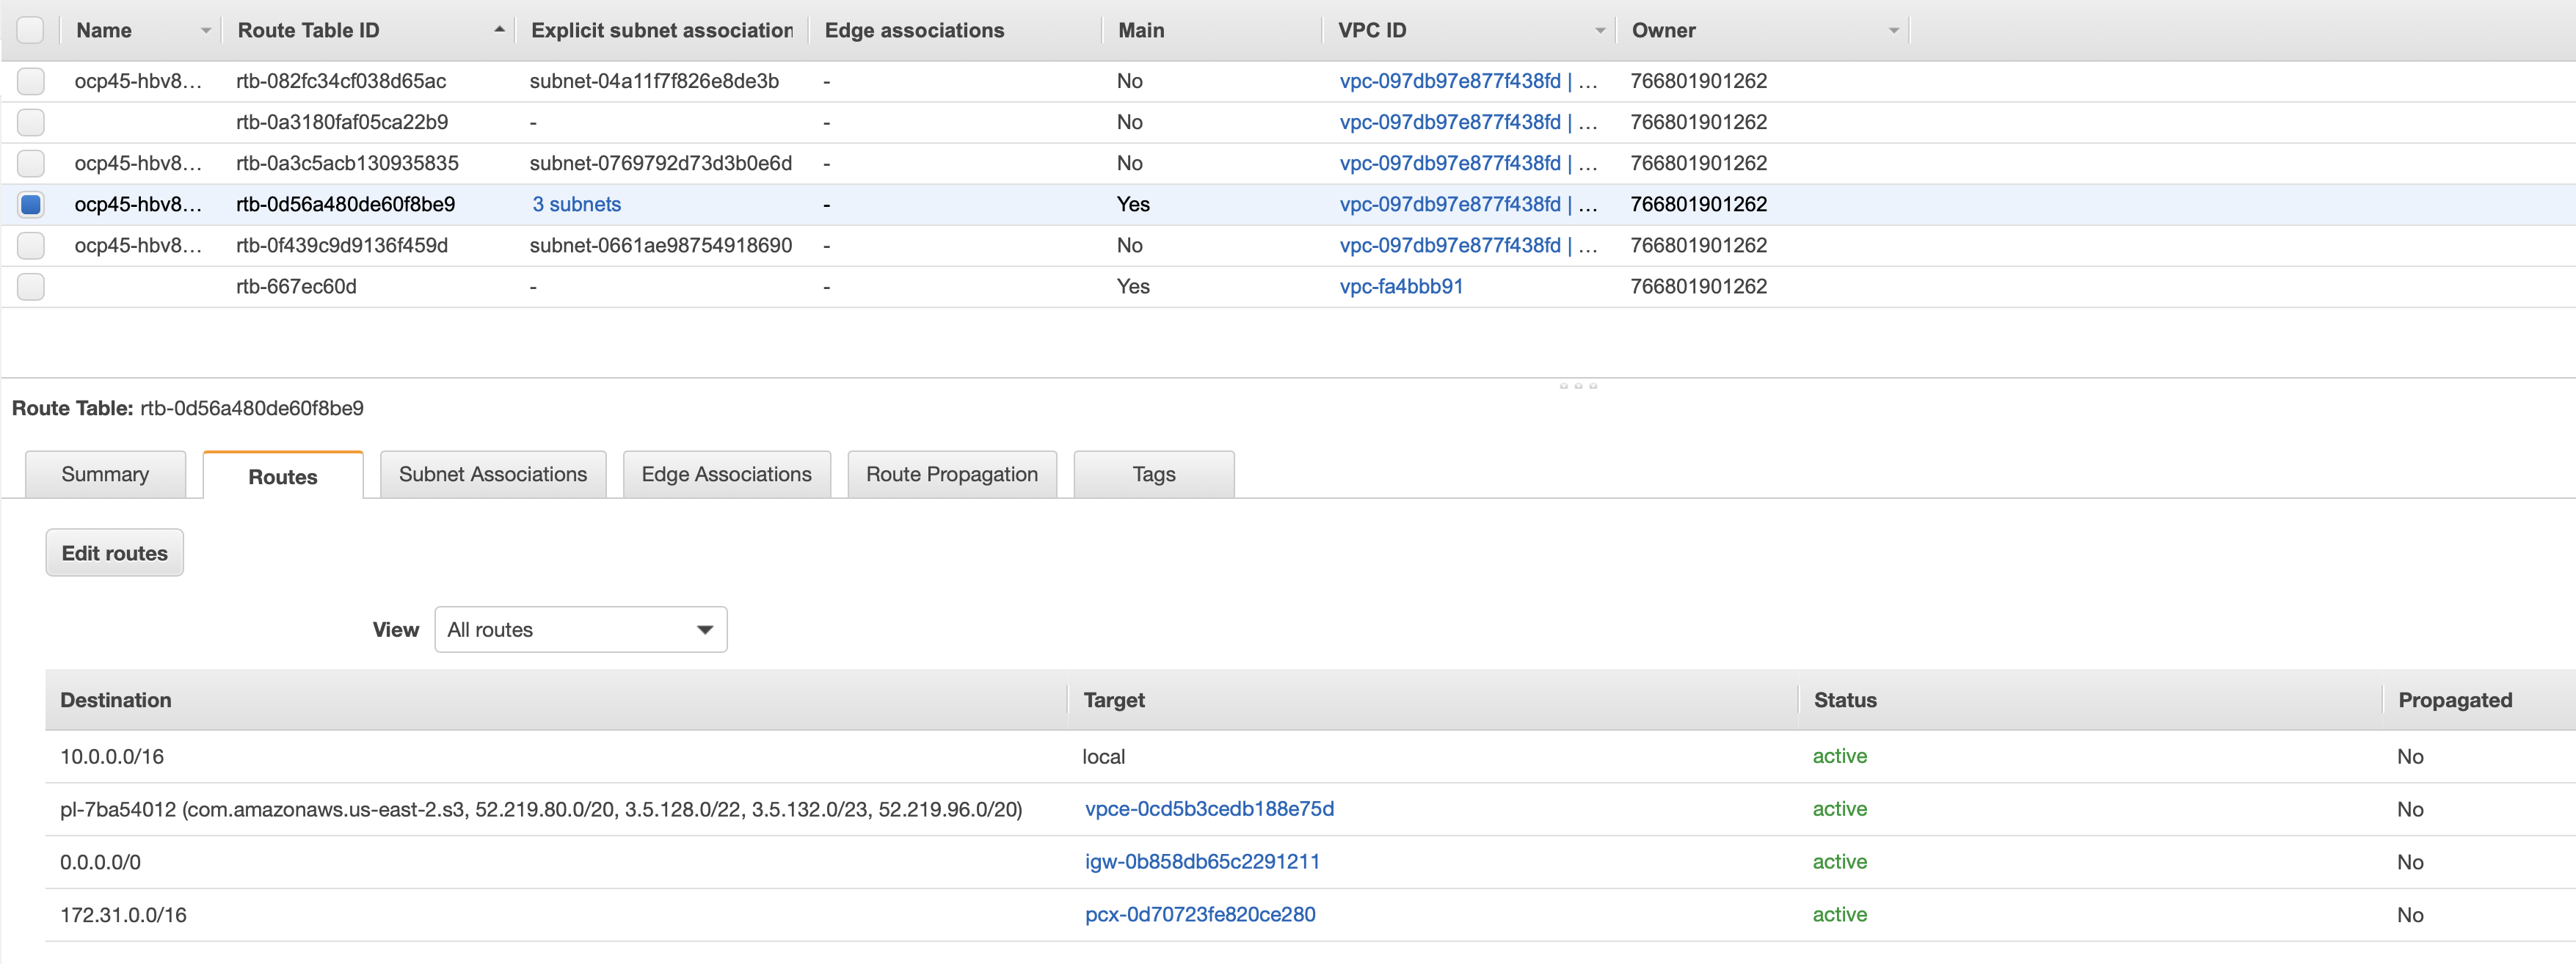 Name Route Table ID Explicit subnet association Edge associations Main VPC ID Owner
ocp45-hbv8... rtb-082fc34cf038d65ac subnet-04a11f7f826e8de3b - No vpc-097db97e877f438fd | ... 766801901262
rtb-0a3180faf05ca22b9 - - No vpc-097db97e877f438fd | ... 766801901262
ocp45-hbv8... rtb-0a3c5acb130935835 subnet-0769792d73d3b0e6d - No vpc-097db97e877f438fd | ... 766801901262
ocp45-hbv8... rtb-0d56a480de60f8be9 3 subnets - Yes vpc-097db97e877f438fd | ... 766801901262
ocp45-hbv8... rtb-0f439c9d9136f459d subnet-0661ae98754918690 - No vpc-097db97e877f438fd | ... 766801901262
rtb-667ec60d - - Yes vpc-fa4bbb91 766801901262
Route Table: rtb-0d56a480de60f8be9
Summary Routes Subnet Associations Edge Associations Route Propagation Tags
Edit routes
View All routes
Destination Target Status Propagated
10.0.0.0/16 local active No
pl-7ba54012 (com.amazonaws.us-east-2.s3, 52.219.80.0/20, 3.5.128.0/22, 3.5.132.0/23, 52.219.96.0/20) vpce-0cd5b3cedb188e75d active No
0.0.0.0/0 igw-0b858db65c2291211 active No
172.31.0.0/16 pcx-0d70723fe820ce280 active No